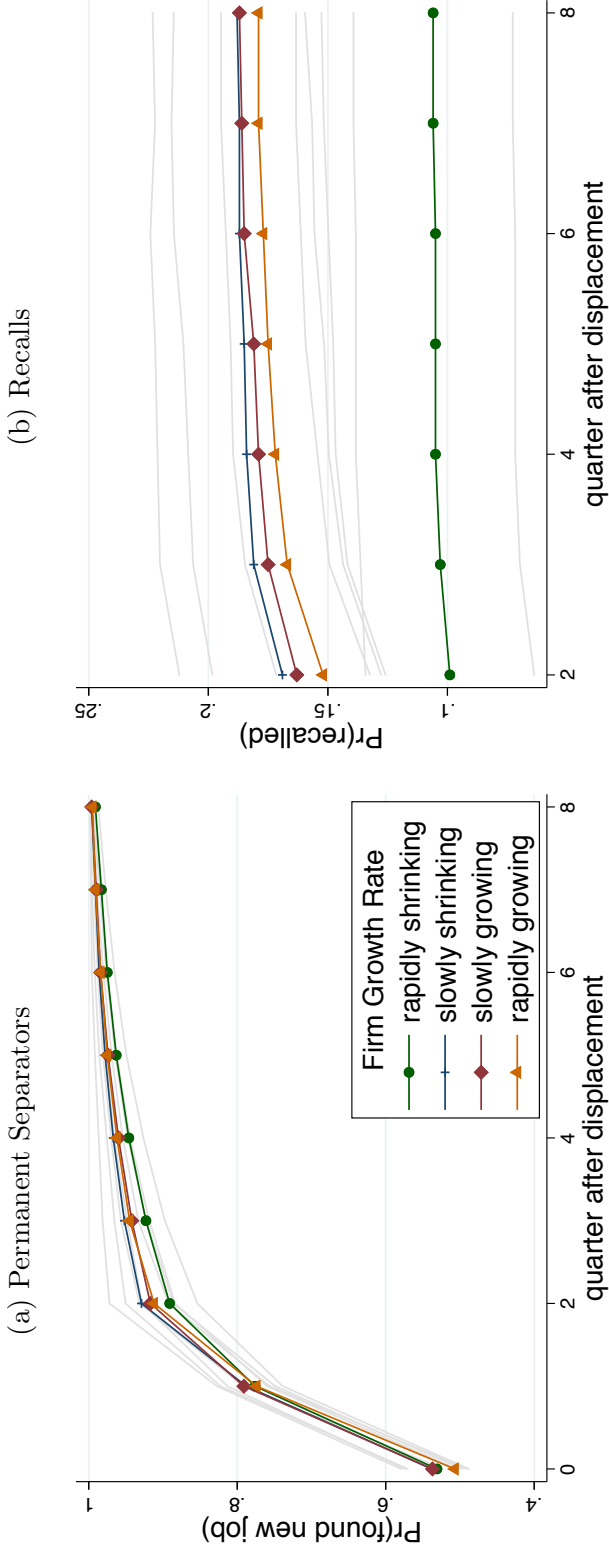 (a) Permanent Separators
Pr(found new job)
1
.8
.6
.4
0
2
4
6
8
quarter after displacement
Firm Growth Rate
rapidly shrinking
slowly shrinking
slowly growing
rapidly growing
(b) Recalls
Pr(recalled)
.25
.2
.15
.1
2
4
6
8
quarter after displacement